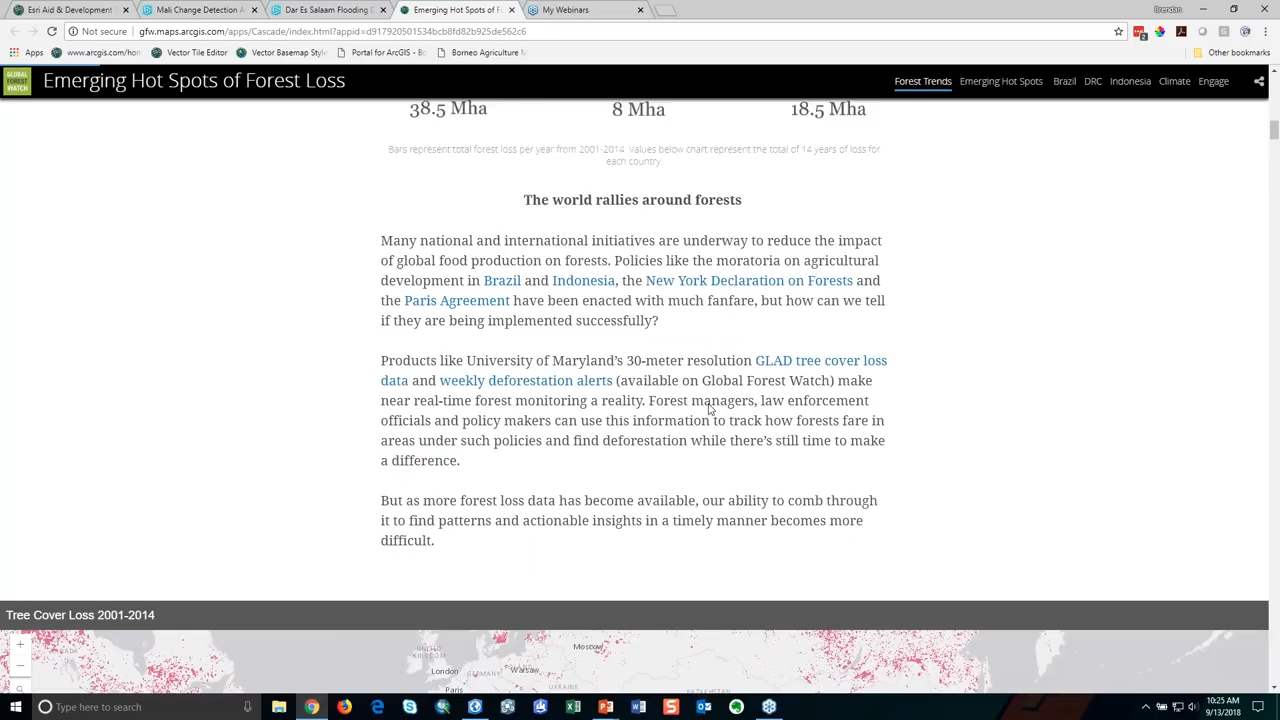 Esri Aid & Development
Mali Change Detection A
Dar Es Salaam Flooding D
Emerging Hot Spots of F
My Webinars
Brendan
Not secure
gfw.maps.arcgis.com/apps/Cascade/index.html?appid=d917920501534bcb8fd82b925de562c6
Apps
www.arcgis.com/hom
Vector Tile Editor
Vector Basemap Style
Portal for ArcGIS - Bo
Borneo Agriculture M
Other bookmarks
GLOBAL
FOREST
WATCH
Emerging Hot Spots of Forest Loss
Forest Trends Emerging Hot Spots Brazil DRC Indonesia Climate Engage
38.5 Mha 8 Mha 18.5 Mha
Bars represent total forest loss per year from 2001-2014. Values below chart represent the total of 14 years of loss for
each country.
The world rallies around forests
Many national and international initiatives are underway to reduce the impact
of global food production on forests. Policies like the moratoria on agricultural
development in Brazil and Indonesia, the New York Declaration on Forests and
the Paris Agreement have been enacted with much fanfare, but how can we tell
if they are being implemented successfully?
Products like University of Maryland's 30-meter resolution GLAD tree cover loss
data and weekly deforestation alerts (available on Global Forest Watch) make
near real-time forest monitoring a reality. Forest managers, law enforcement
officials and policy makers can use this information to track how forests fare in
areas under such policies and find deforestation while there's still time to make
a difference.
But as more forest loss data has become available, our ability to comb through
it to find patterns and actionable insights in a timely manner becomes more
difficult.
Tree Cover Loss 2001-2014
UNITED
KINGDOM
London
Paris
GERMANY
Warsaw
Moscow
UKRAINE
KAZAKHSTAN
Type here to search
10:25 AM
9/13/2018